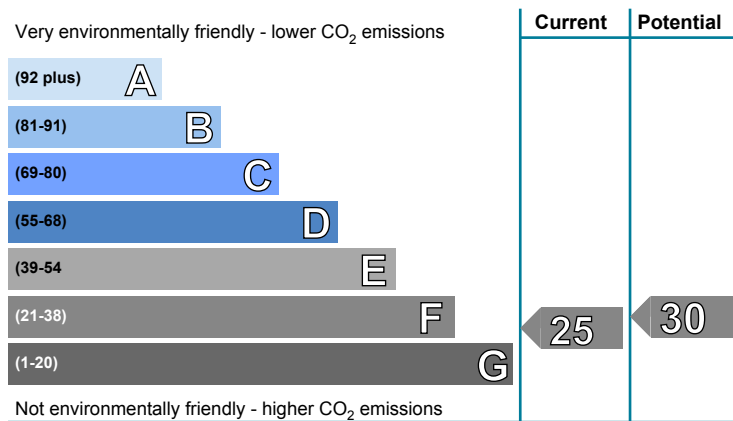 Very environmentally friendly - lower CO2 emissions
Current
Potential
(92 plus) A
(81-91) B
(69-80) C
(55-68) D
(39-54 E
(21-38) F
25
30
(1-20) G
Not environmentally friendly - higher CO2 emissions